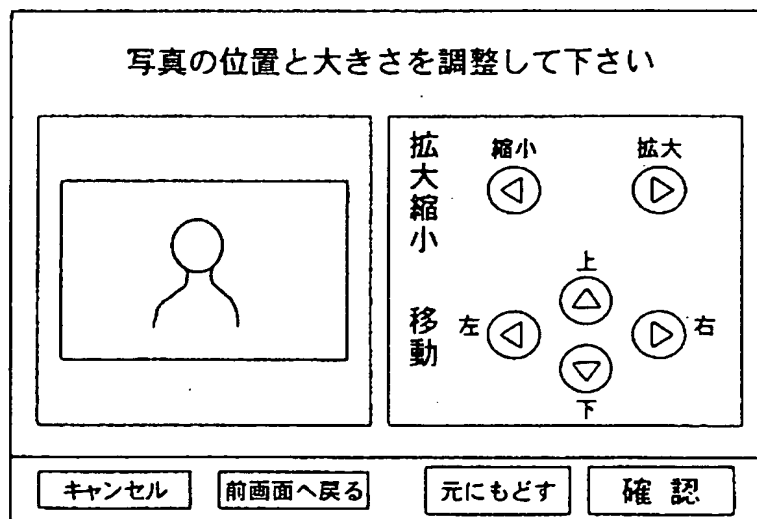 写真の位置と大きさを調整して下さい
拡大縮小
縮小
拡大
移動
上
左
右
下
キャンセル
前画面へ戻る
元にもどす
確認